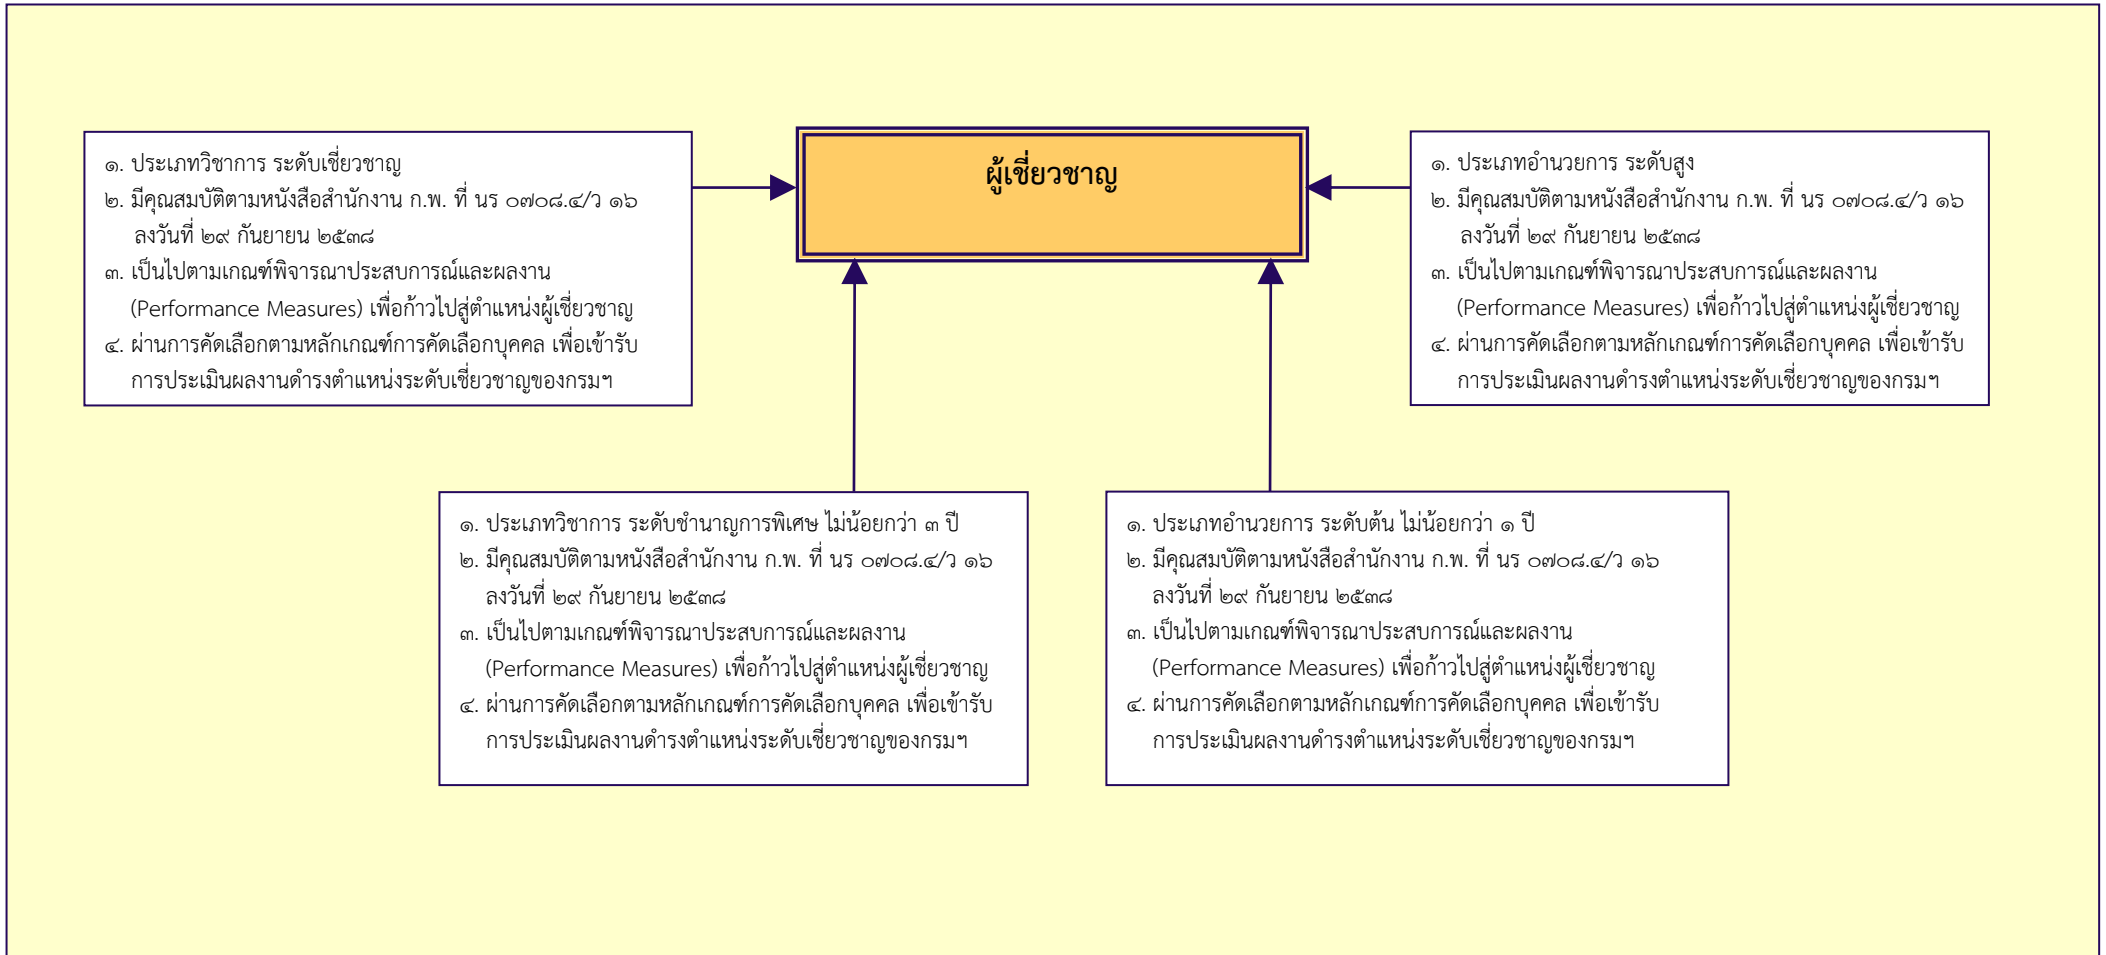 ผู้เชี่ยวชาญ
๑. ประเภทวิชาการ ระดับเชี่ยวชาญ
๒. มีคุณสมบัติตามหนังสือสำนักงาน ก.พ. ที่ นร ๐๗๐๘.๔/ว ๑๖
ลงวันที่ ๒๙ กันยายน ๒๕๓๘
๓. เป็นไปตามเกณฑ์พิจารณาประสบการณ์และผลงาน
(Performance Measures) เพื่อก้าวไปสู่ตำแหน่งผู้เชี่ยวชาญ
๔. ผ่านการคัดเลือกตามหลักเกณฑ์การคัดเลือกบุคคล เพื่อเข้ารับ
การประเมินผลงานดำรงตำแหน่งระดับเชี่ยวชาญของกรมฯ
๑. ประเภทอำนวยการ ระดับสูง
๒. มีคุณสมบัติตามหนังสือสำนักงาน ก.พ. ที่ นร ๐๗๐๘.๔/ว ๑๖
ลงวันที่ ๒๙ กันยายน ๒๕๓๘
๓. เป็นไปตามเกณฑ์พิจารณาประสบการณ์และผลงาน
(Performance Measures) เพื่อก้าวไปสู่ตำแหน่งผู้เชี่ยวชาญ
๔. ผ่านการคัดเลือกตามหลักเกณฑ์การคัดเลือกบุคคล เพื่อเข้ารับ
การประเมินผลงานดำรงตำแหน่งระดับเชี่ยวชาญของกรมฯ
๑. ประเภทวิชาการ ระดับชำนาญการพิเศษ ไม่น้อยกว่า ๓ ปี
๒. มีคุณสมบัติตามหนังสือสำนักงาน ก.พ. ที่ นร ๐๗๐๘.๔/ว ๑๖
ลงวันที่ ๒๙ กันยายน ๒๕๓๘
๓. เป็นไปตามเกณฑ์พิจารณาประสบการณ์และผลงาน
(Performance Measures) เพื่อก้าวไปสู่ตำแหน่งผู้เชี่ยวชาญ
๔. ผ่านการคัดเลือกตามหลักเกณฑ์การคัดเลือกบุคคล เพื่อเข้ารับ
การประเมินผลงานดำรงตำแหน่งระดับเชี่ยวชาญของกรมฯ
๑. ประเภทอำนวยการ ระดับต้น ไม่น้อยกว่า ๑ ปี
๒. มีคุณสมบัติตามหนังสือสำนักงาน ก.พ. ที่ นร ๐๗๐๘.๔/ว ๑๖
ลงวันที่ ๒๙ กันยายน ๒๕๓๘
๓. เป็นไปตามเกณฑ์พิจารณาประสบการณ์และผลงาน
(Performance Measures) เพื่อก้าวไปสู่ตำแหน่งผู้เชี่ยวชาญ
๔. ผ่านการคัดเลือกตามหลักเกณฑ์การคัดเลือกบุคคล เพื่อเข้ารับ
การประเมินผลงานดำรงตำแหน่งระดับเชี่ยวชาญของกรมฯ